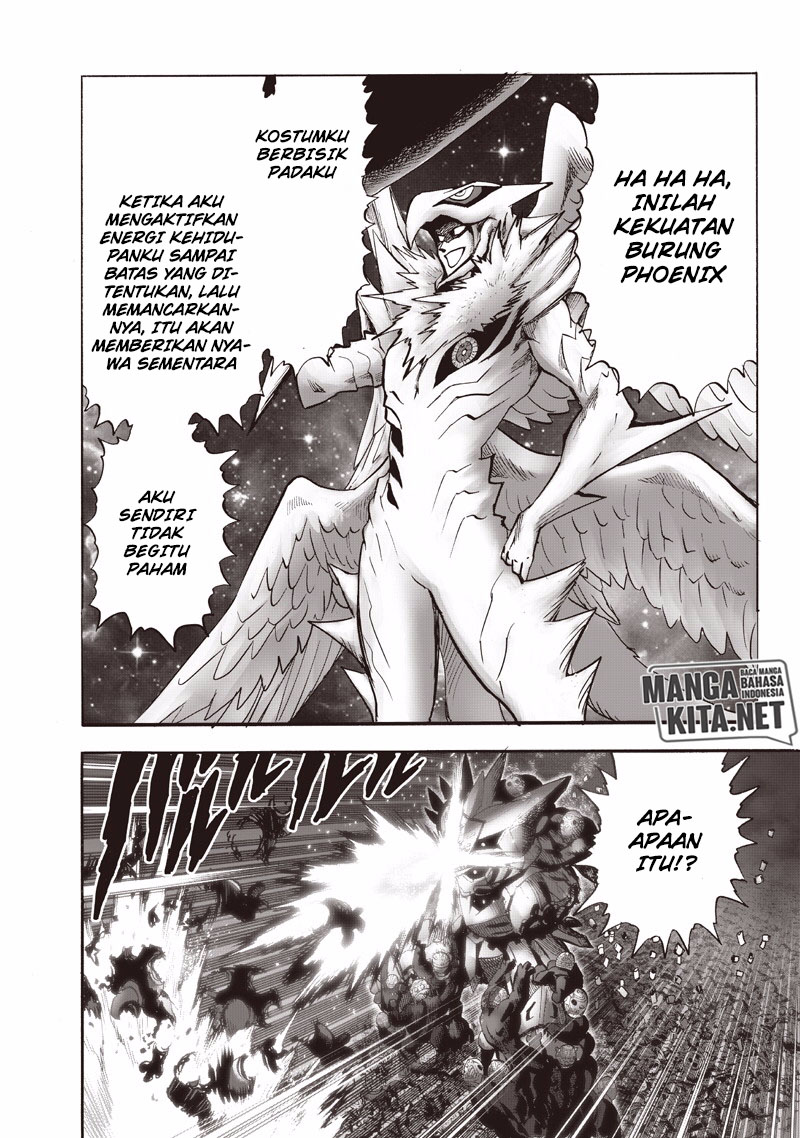 HA HA HA,
INILAH
KEKUATAN
BURUNG
PHOENIX
KOSTUMKU
BERBISIK
PADAKU
KETIKA AKU
MENGAKTIFKAN
ENERGI KEHIDU-
PANKU SAMPAI
BATAS YANG DI-
TENTUKAN, LALU
MEMANCARKAN-
NYA, ITU AKAN
MEMBERIKAN NYA-
WA SEMENTARA
AKU
SENDIRI
TIDAK
BEGITU
PAHAM
MANGA
BACA MANGA
BAHASA
INDONESIA
KITA.NET
APA-
APAAN
ITU!?